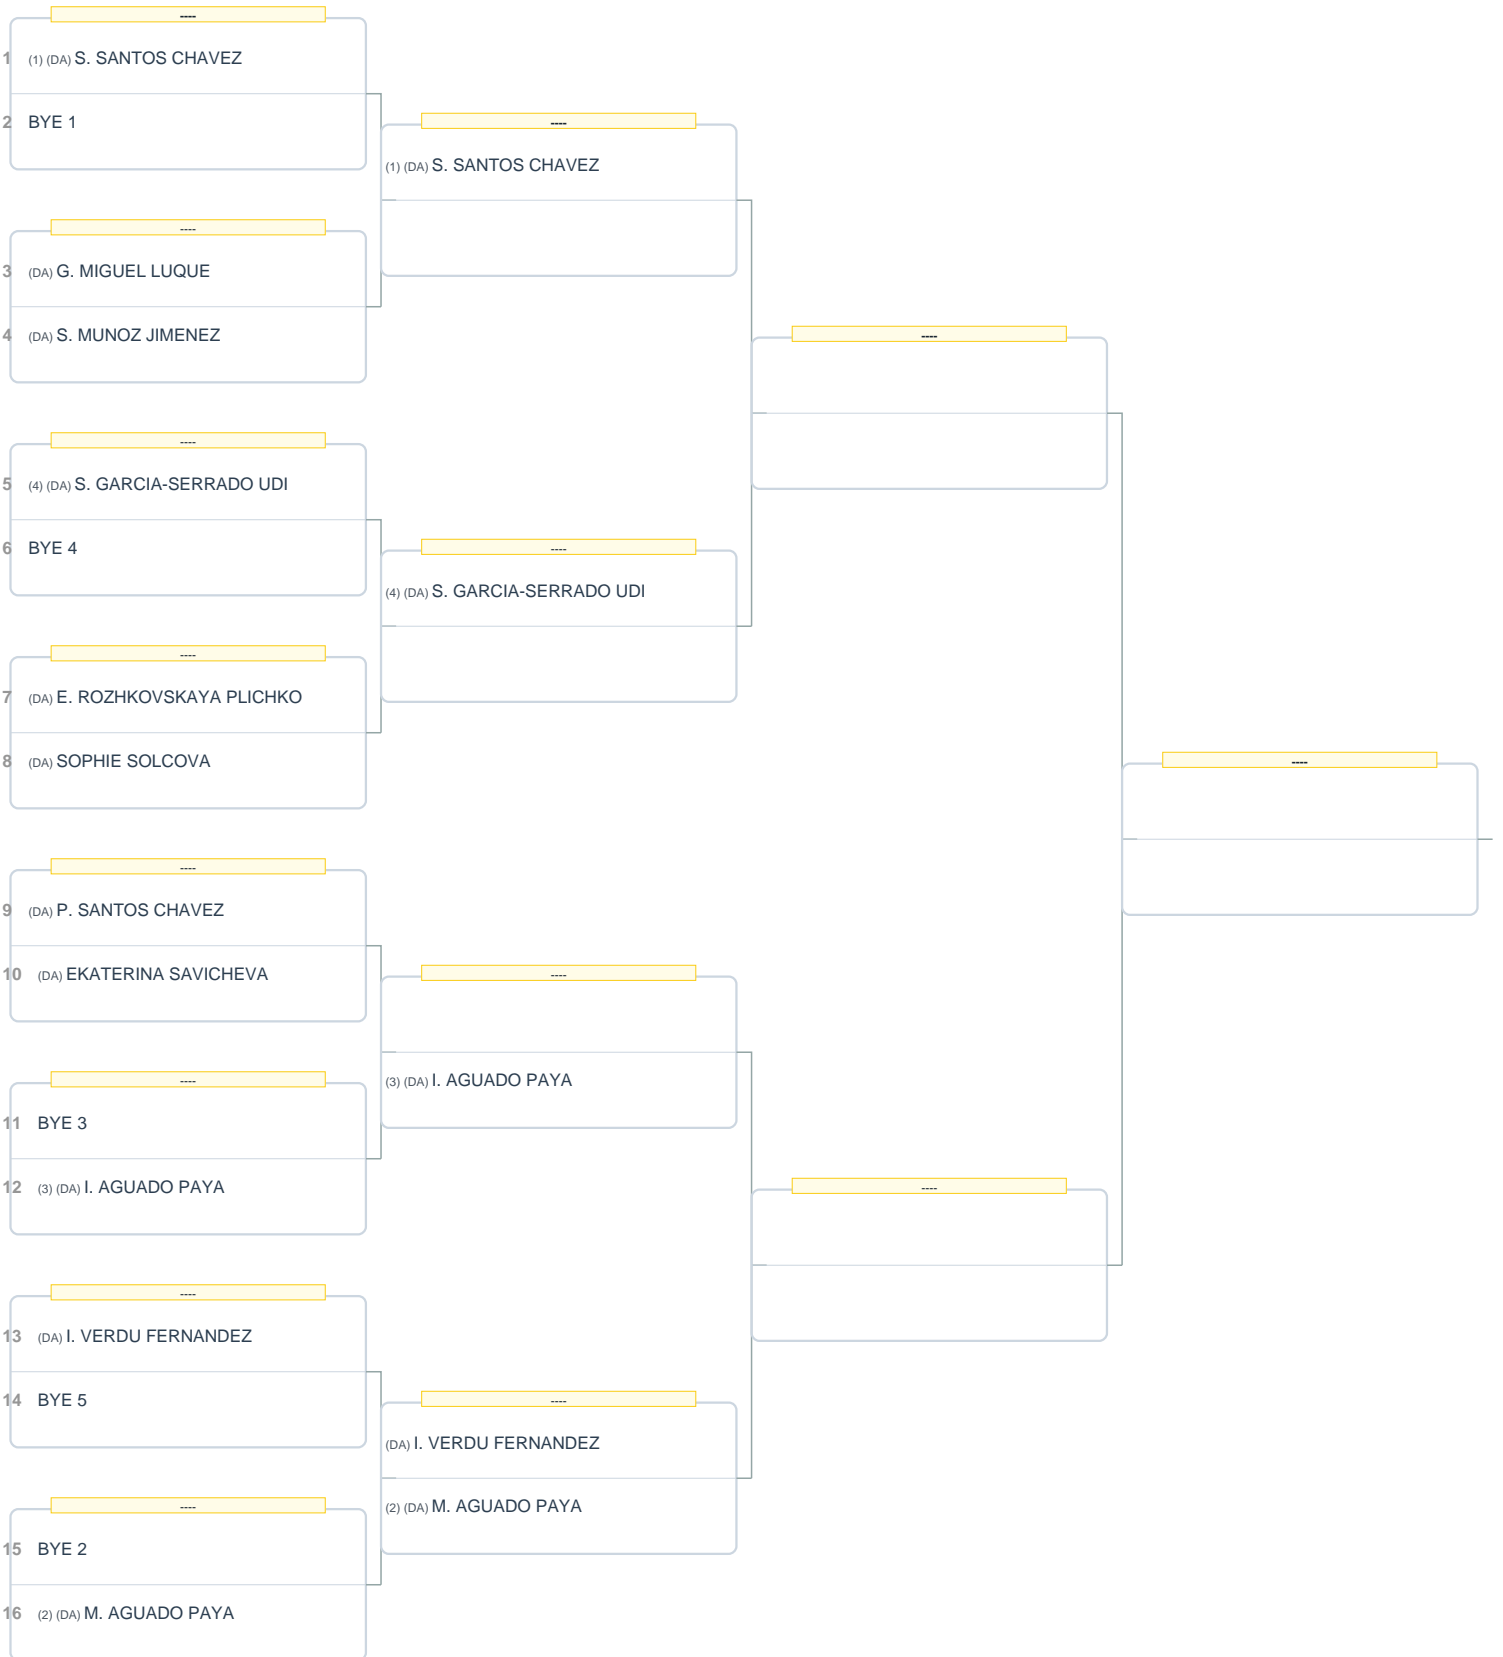 ----
1 (1) (DA) S. SANTOS CHAVEZ
2 BYE 1
----
3 (DA) G. MIGUEL LUQUE
4 (DA) S. MUNOZ JIMENEZ
----
5 (4) (DA) S. GARCIA-SERRADO UDI
6 BYE 4
----
7 (DA) E. ROZHKOVSKAYA PLICHKO
8 (DA) SOPHIE SOLCOVA
----
9 (DA) P. SANTOS CHAVEZ
10 (DA) EKATERINA SAVICHEVA
----
11 BYE 3
12 (3) (DA) I. AGUADO PAYA
----
13 (DA) I. VERDU FERNANDEZ
14 BYE 5
----
15 BYE 2
16 (2) (DA) M. AGUADO PAYA
----
(1) (DA) S. SANTOS CHAVEZ
----
(4) (DA) S. GARCIA-SERRADO UDI
----
(3) (DA) I. AGUADO PAYA
----
(DA) I. VERDU FERNANDEZ
(2) (DA) M. AGUADO PAYA
----
----
----